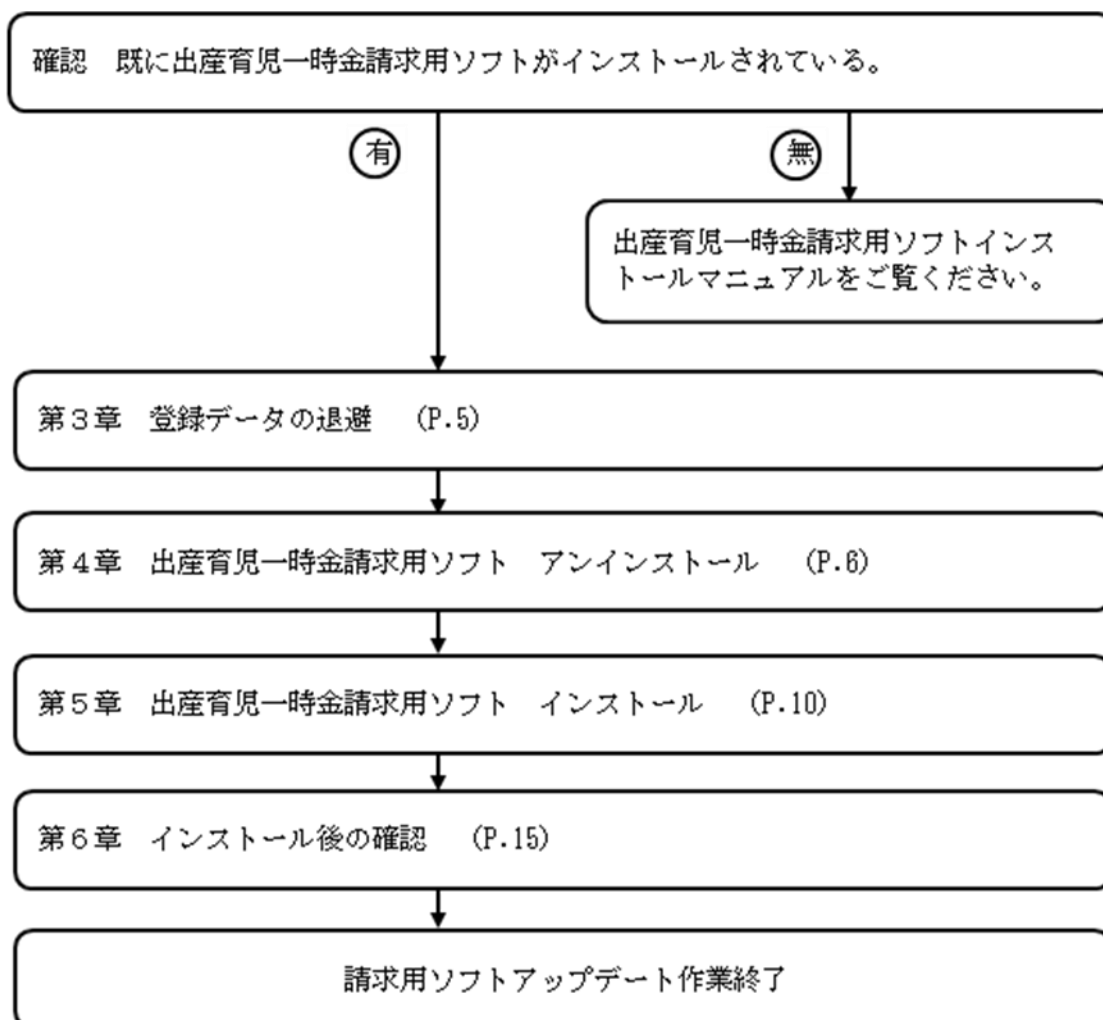 確認　既に出産育児一時金請求用ソフトがインストールされている。
有
無
出産育児一時金請求用ソフトインス
トールマニュアルをご覧ください。
第３章　登録データの退避　(P.5)
第４章　出産育児一時金請求用ソフト　アンインストール　(P.6)
第５章　出産育児一時金請求用ソフト　インストール　(P.10)
第６章　インストール後の確認　(P.15)
請求用ソフトアップデート作業終了